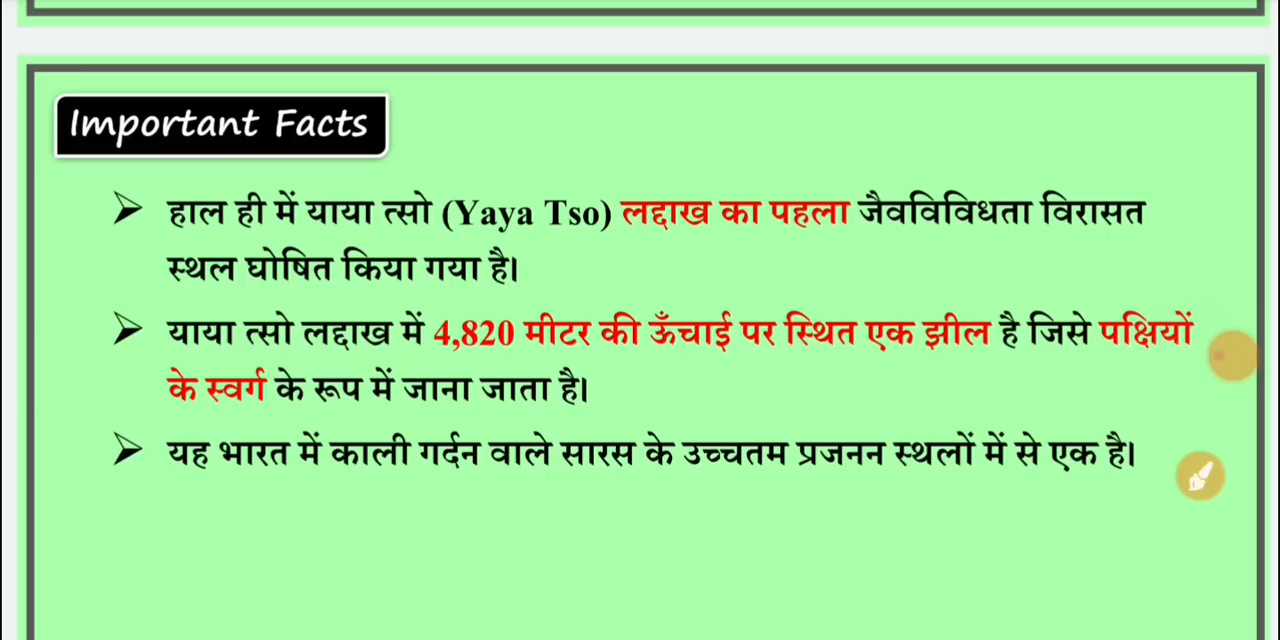 Important Facts
➢ हाल ही में याया त्सो (Yaya Tso) लद्दाख का पहला जैवविविधता विरासत
स्थल घोषित किया गया है।
➢ याया त्सो लद्दाख में 4,820 मीटर की ऊँचाई पर स्थित एक झील है जिसे पक्षियों
के स्वर्ग के रूप में जाना जाता है।
➢ यह भारत में काली गर्दन वाले सारस के उच्चतम प्रजनन स्थलों में से एक है।